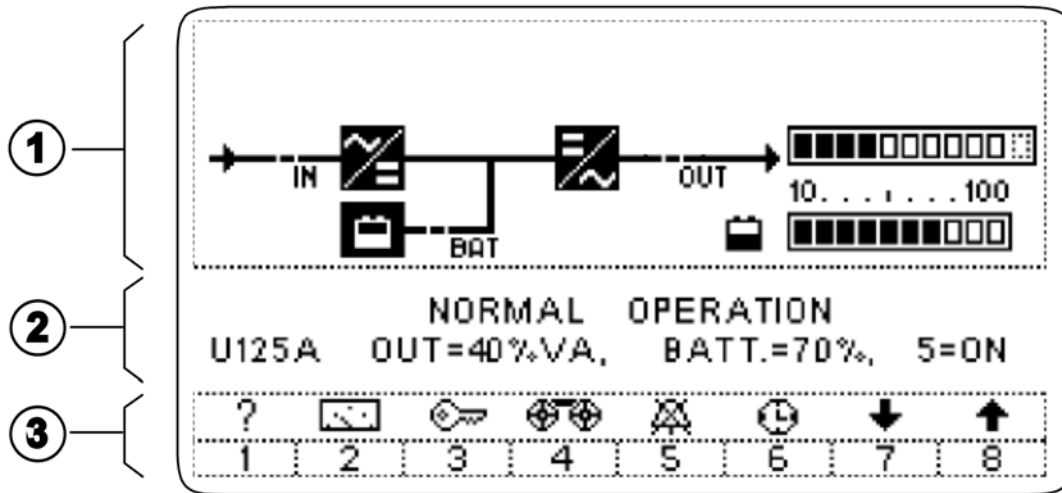 1
IN
OUT
10. . . ı . . . 100
BAT
2
NORMAL OPERATION
U125A OUT=40%VA, BATT.=70%, 5=ON
3
?
1 2 3 4 5 6 7 8